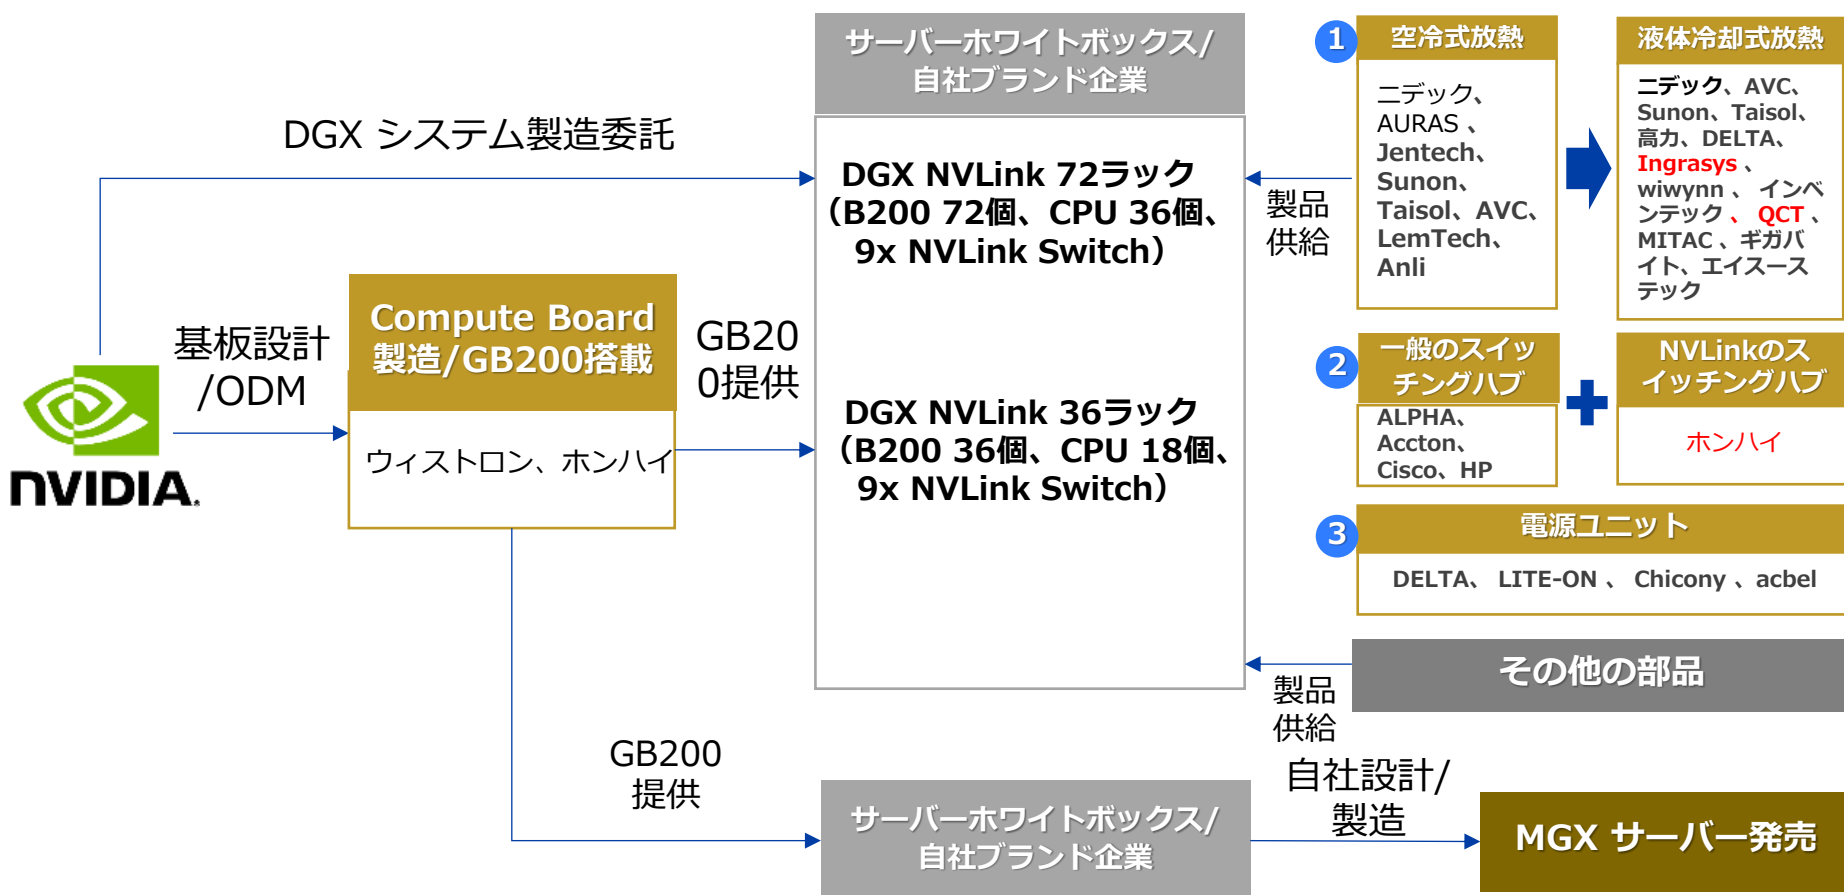 サーバーホワイトボックス/
自社ブランド企業
DGX システム製造委託
DGX NVLink 72ラック
（B200 72個、CPU 36個、
9x NVLink Switch）
DGX NVLink 36ラック
（B200 36個、CPU 18個、
9x NVLink Switch）
基板設計
/ODM
NVIDIA.
Compute Board
製造/GB200搭載
ウィストロン、ホンハイ
GB20
0提供
製品
供給
1
空冷式放熱
ニデック、
AURAS 、
Jentech、
Sunon、
Taisol、AVC、
LemTech、
Anli
液体冷却式放熱
ニデック、AVC、
Sunon、Taisol、
高力、DELTA、
Ingrasys 、
wiwynn 、 インベ
ンテック 、 QCT 、
MITAC 、ギガバ
イト、エイスース
テック
2
一般のスイッ
チングハブ
ALPHA、
Accton、
Cisco、HP
NVLinkのス
イッチングハブ
ホンハイ
3
電源ユニット
DELTA、 LITE-ON 、 Chicony 、acbel
その他の部品
製品
供給
GB200
提供
サーバーホワイトボックス/
自社ブランド企業
自社設計/
製造
MGX サーバー発売